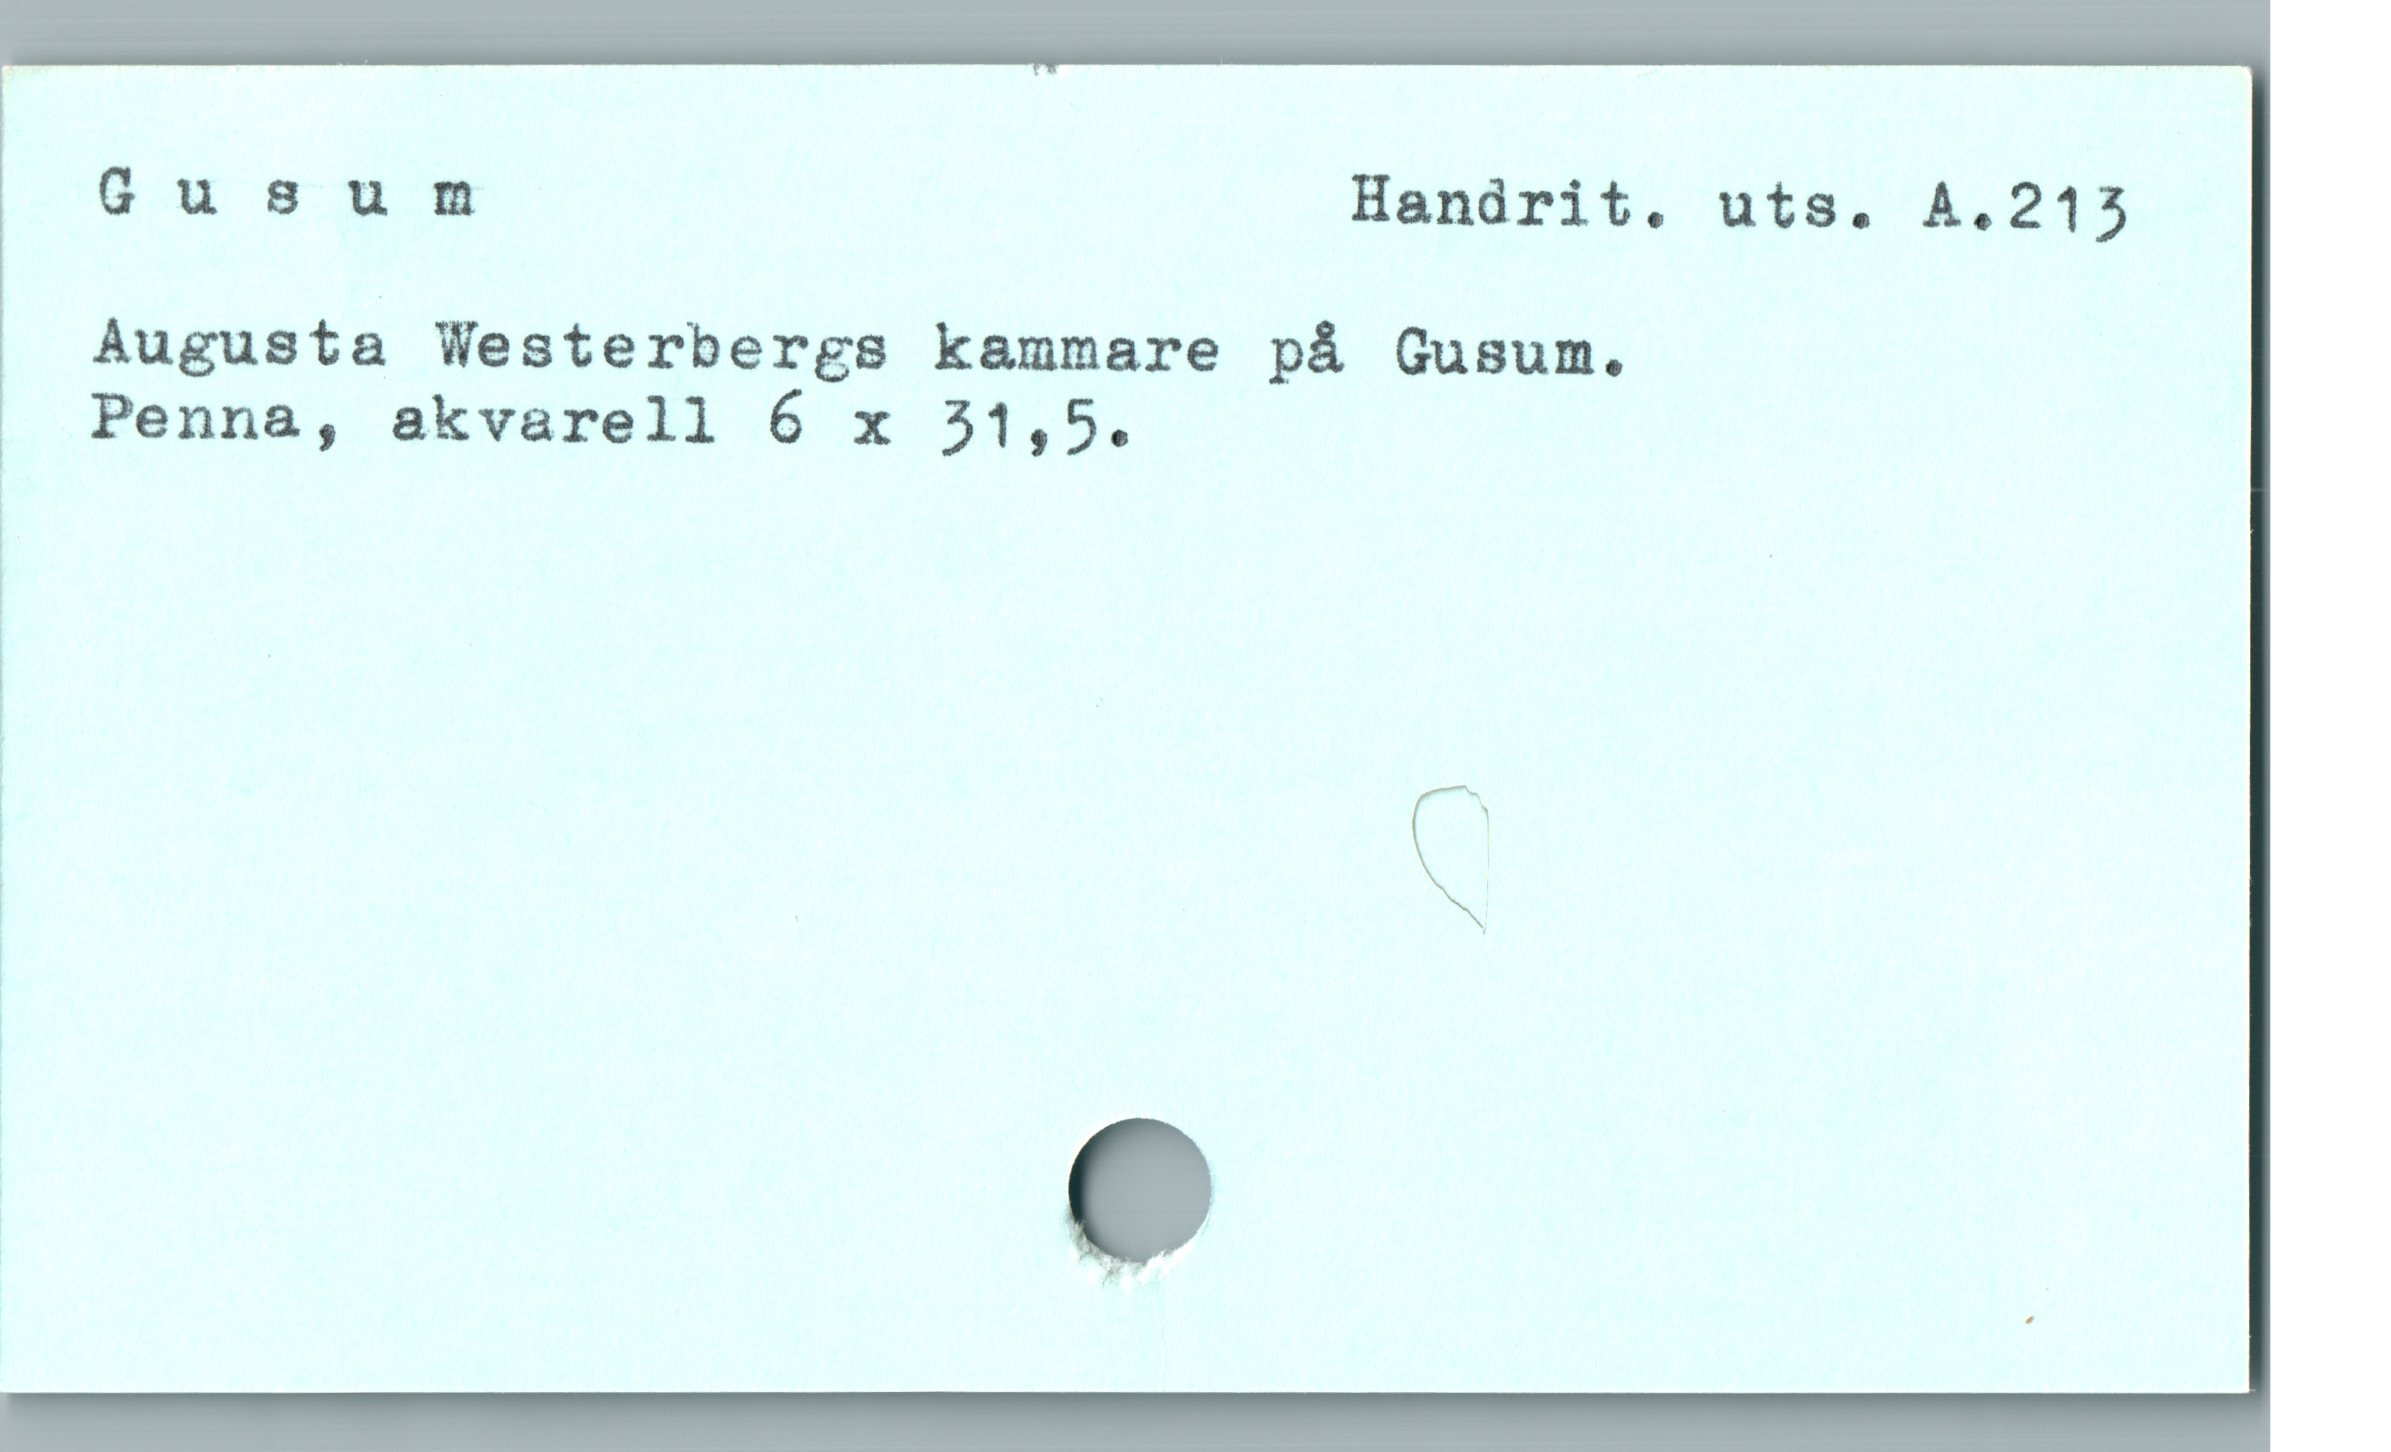 G u s u m Handrit. uts. A.213
Augusta Westerbergs kammare på Gusum.
Penna, akvarell 6 x 31,5.